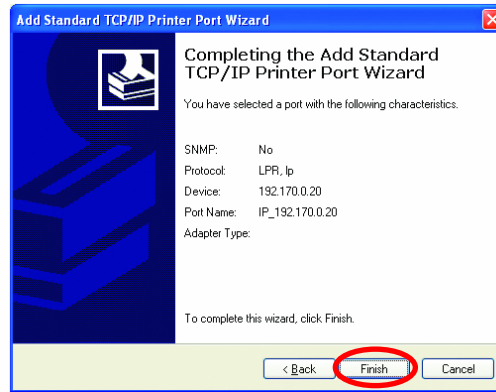 Add Standard TCP/IP Printer Port Wizard
Completing the Add Standard
TCP/IP Printer Port Wizard
You have selected a port with the following characteristics.
SNMP: No
Protocol: LPR, lp
Device: 192.170.0.20
Port Name: IP_192.170.0.20
Adapter Type:
To complete this wizard, click Finish.
< Back Finish Cancel